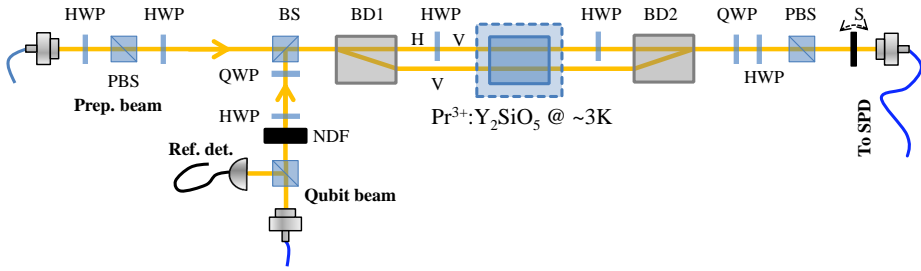 HWP HWP BS BD1 HWP HWP BD2 QWP PBS S
H V
PBS
QWP
V
HWP
Prep. beam
HWP
Pr³⁺:Y₂SiO₅ @ ~3K
NDF
Ref. det.
Qubit beam
To SPD